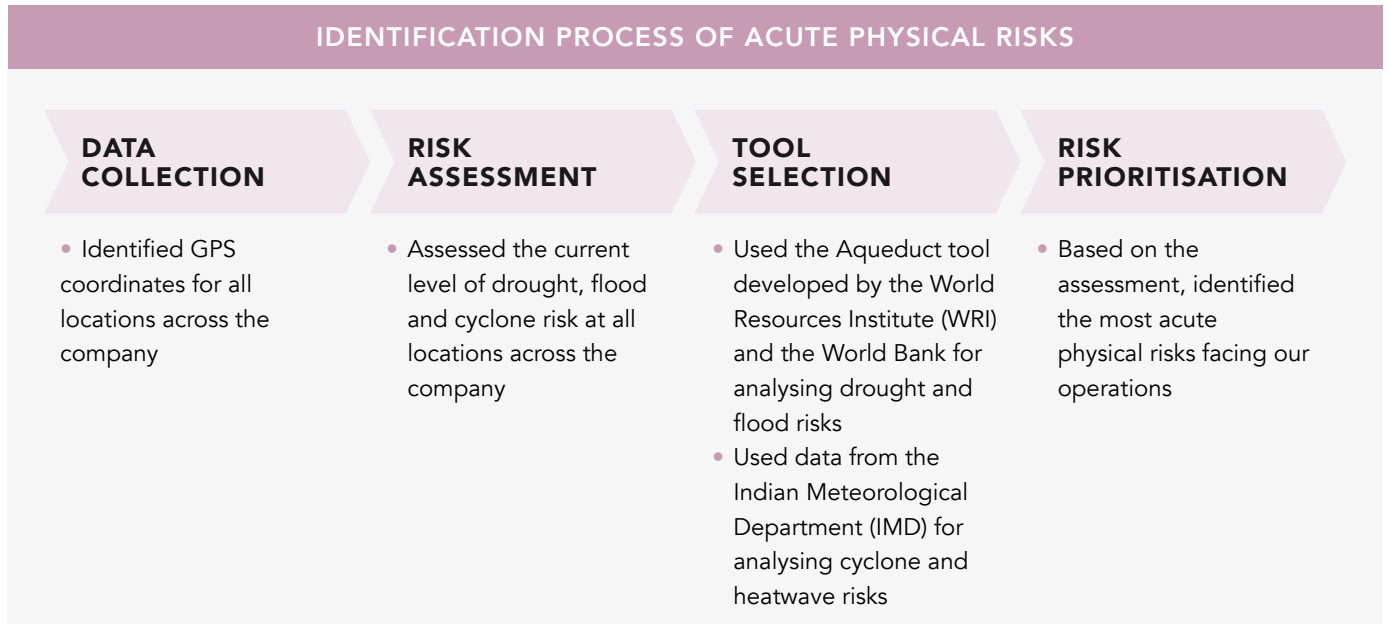 IDENTIFICATION PROCESS OF ACUTE PHYSICAL RISKS
DATA
COLLECTION
• Identified GPS
coordinates for all
locations across the
company
RISK
ASSESSMENT
• Assessed the current
level of drought, flood
and cyclone risk at all
locations across the
company
TOOL
SELECTION
• Used the Aqueduct tool
developed by the World
Resources Institute (WRI)
and the World Bank for
analysing drought and
flood risks
• Used data from the
Indian Meteorological
Department (IMD) for
analysing cyclone and
heatwave risks
RISK
PRIORITISATION
• Based on the
assessment, identified
the most acute
physical risks facing our
operations